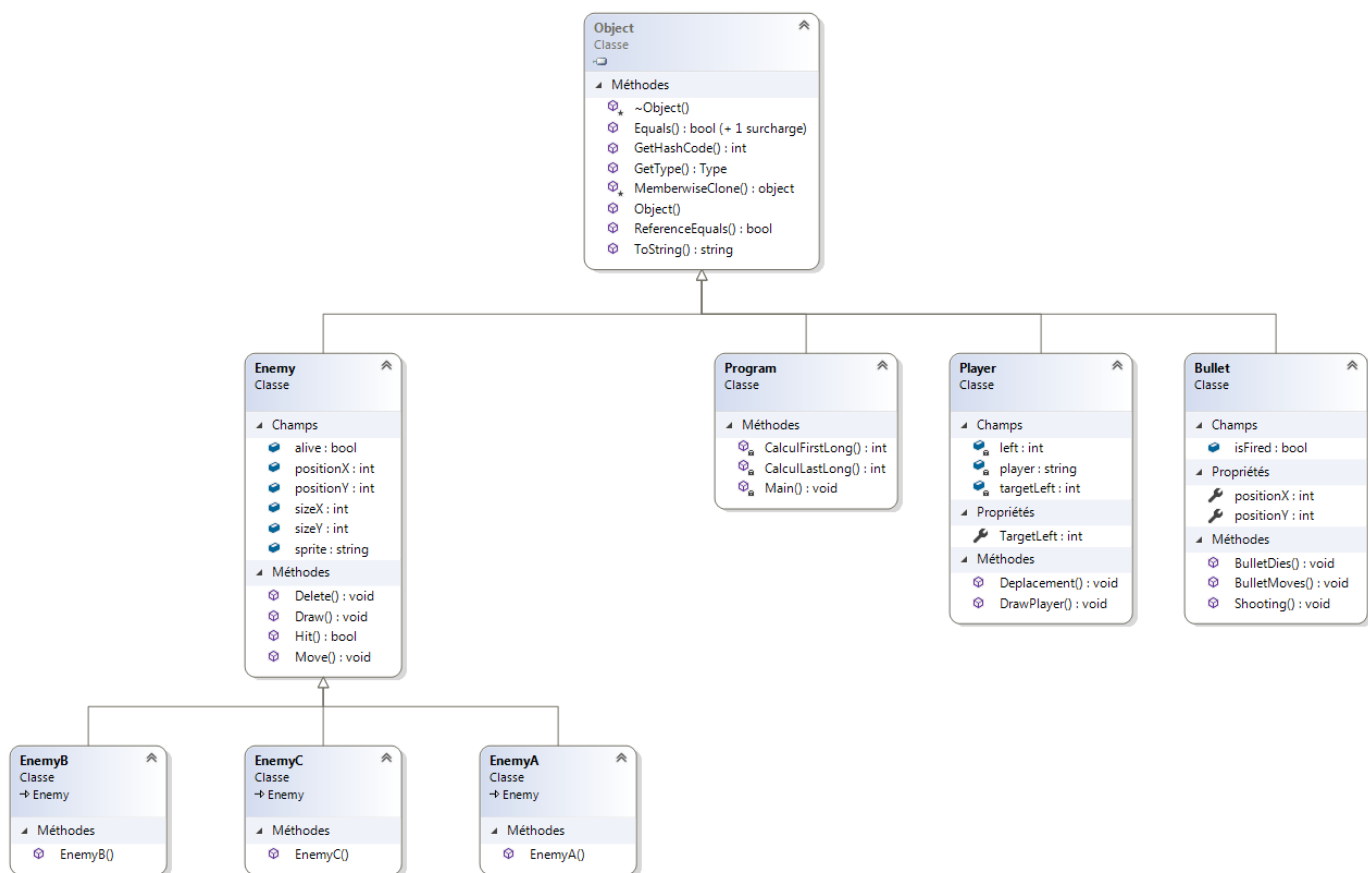 Object
Classe
Méthodes
~Object()
Equals() : bool (+ 1 surcharge)
GetHashCode() : int
GetType() : Type
MemberwiseClone() : object
Object()
ReferenceEquals() : bool
ToString() : string
Enemy
Classe
Champs
alive : bool
positionX : int
positionY : int
sizeX : int
sizeY : int
sprite : string
Méthodes
Delete() : void
Draw() : void
Hit() : bool
Move() : void
Program
Classe
Méthodes
CalculFirstLong() : int
CalculLastLong() : int
Main() : void
Player
Classe
Champs
left : int
player : string
targetLeft : int
Propriétés
TargetLeft : int
Méthodes
Deplacement() : void
DrawPlayer() : void
Bullet
Classe
Champs
isFired : bool
Propriétés
positionX : int
positionY : int
Méthodes
BulletDies() : void
BulletMoves() : void
Shooting() : void
EnemyB
Classe
Enemy
Méthodes
EnemyB()
EnemyC
Classe
Enemy
Méthodes
EnemyC()
EnemyA
Classe
Enemy
Méthodes
EnemyA()